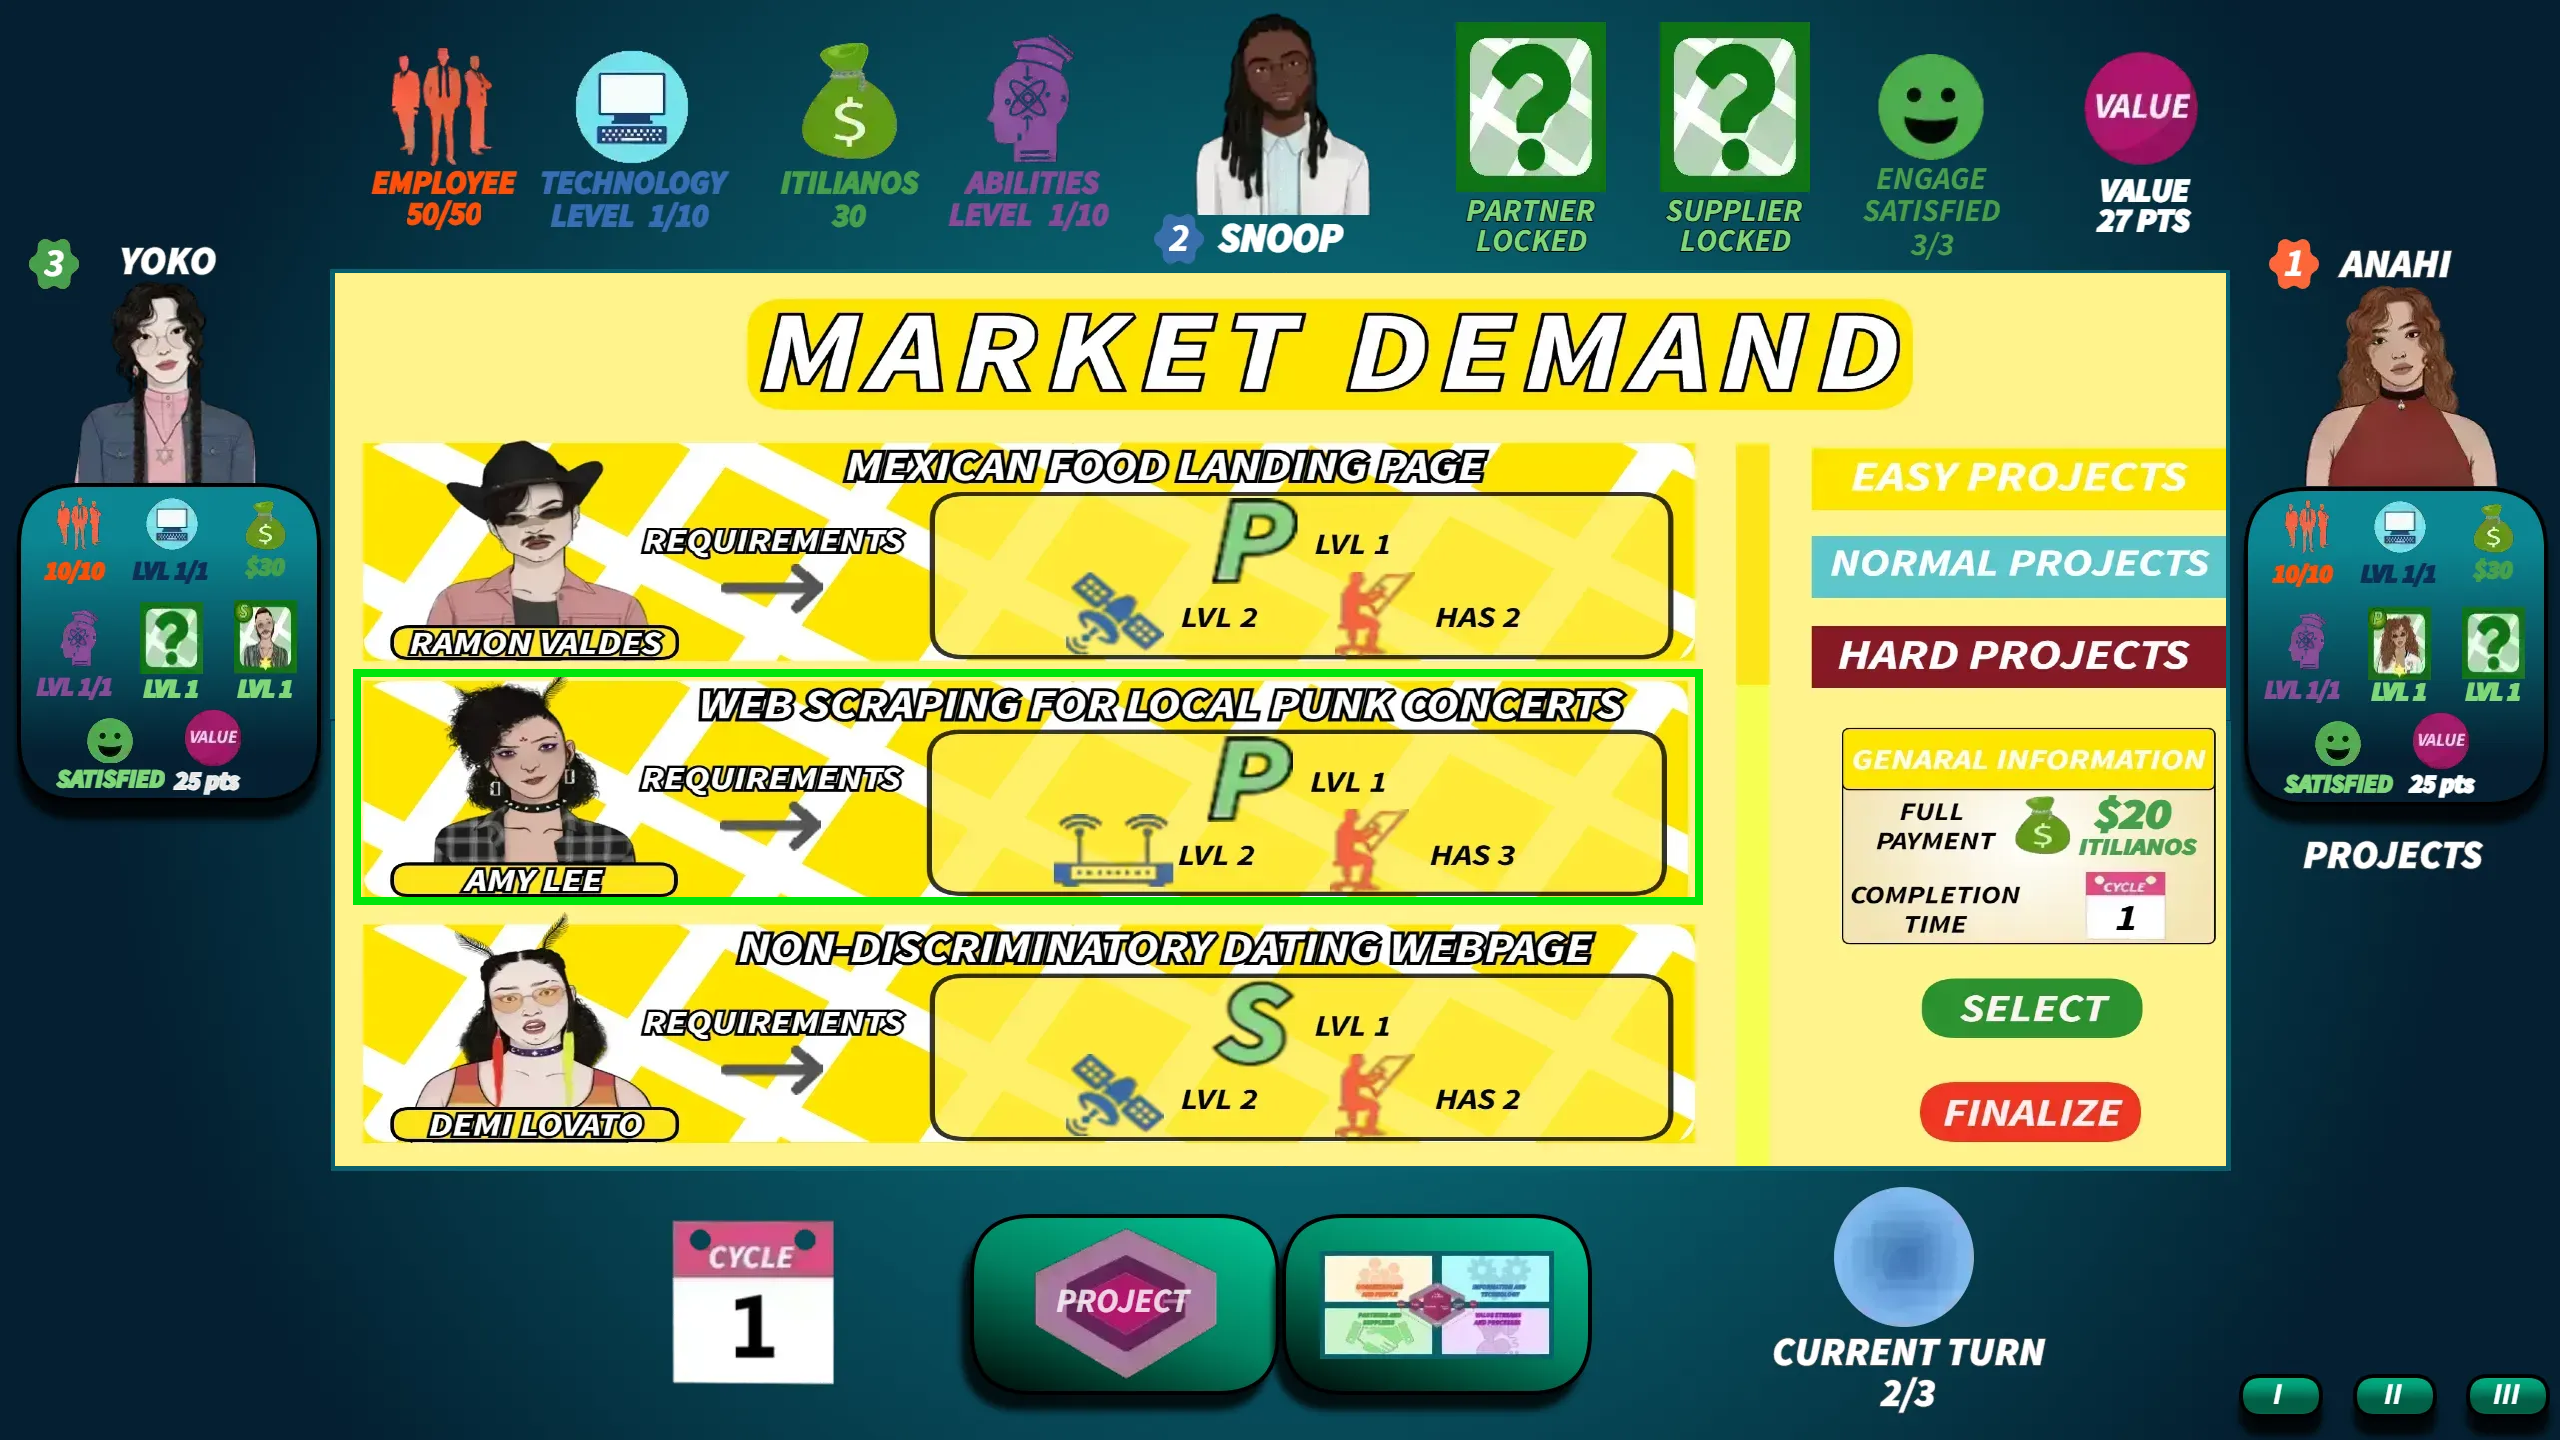 EMPLOYEE
50/50
TECHNOLOGY
LEVEL 1/10
$
ITILIANOS
30
ABILITIES
LEVEL 1/10
2 SNOOP
PARTNER
LOCKED
SUPPLIER
LOCKED
ENGAGE
SATISFIED
3/3
VALUE
VALUE
27 PTS
3 YOKO
10/10 LVL 1/1 $30
LVL 1/1 LVL 1 LVL 1
VALUE
SATISFIED 25 pts
1 ANAHI
10/10 LVL 1/1 $30
LVL 1/1 LVL 1 LVL 1
VALUE
SATISFIED 25 pts
PROJECTS
MARKET DEMAND
MEXICAN FOOD LANDING PAGE
REQUIREMENTS
P LVL 1
LVL 2 HAS 2
RAMON VALDES
WEB SCRAPING FOR LOCAL PUNK CONCERTS
REQUIREMENTS
P LVL 1
LVL 2 HAS 3
AMY LEE
NON-DISCRIMINATORY DATING WEBPAGE
REQUIREMENTS
S LVL 1
LVL 2 HAS 2
DEMI LOVATO
EASY PROJECTS
NORMAL PROJECTS
HARD PROJECTS
GENARAL INFORMATION
FULL
PAYMENT
$ $20
ITILIANOS
COMPLETION
TIME
CYCLE
1
SELECT
FINALIZE
CYCLE
1
PROJECT
CURRENT TURN
2/3
I II III